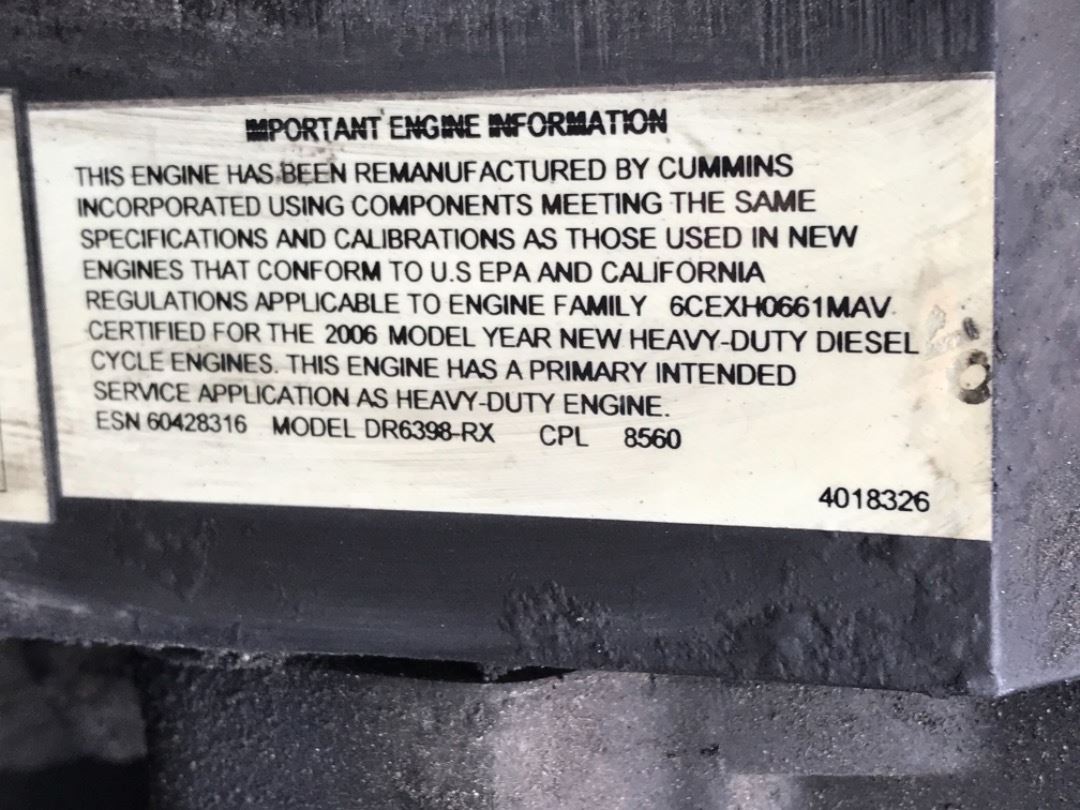 IMPORTANT ENGINE INFORMATION
THIS ENGINE HAS BEEN REMANUFACTURED BY CUMMINS
INCORPORATED USING COMPONENTS MEETING THE SAME
SPECIFICATIONS AND CALIBRATIONS AS THOSE USED IN NEW
ENGINES THAT CONFORM TO U.S EPA AND CALIFORNIA
REGULATIONS APPLICABLE TO ENGINE FAMILY 6CEXH0661MAV
CERTIFIED FOR THE 2006 MODEL YEAR NEW HEAVY-DUTY DIESEL
CYCLE ENGINES. THIS ENGINE HAS A PRIMARY INTENDED
SERVICE APPLICATION AS HEAVY-DUTY ENGINE.
ESN 60428316 MODEL DR6398-RX CPL 8560
4018326